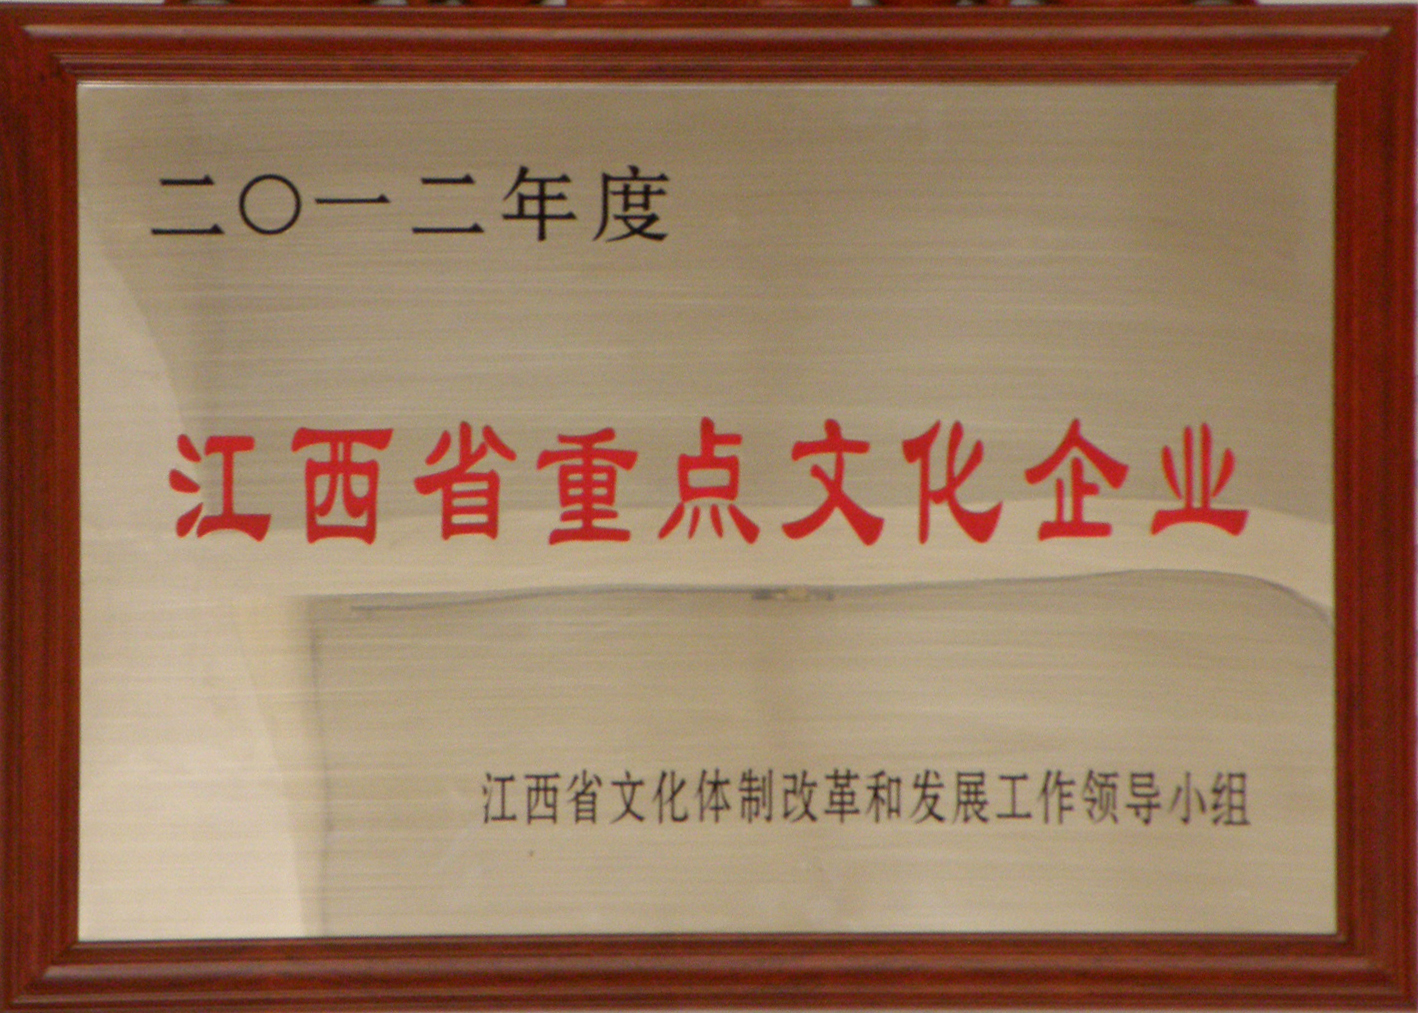 二〇一二年度
江西省重点文化企业
江西省文化体制改革和发展工作领导小组